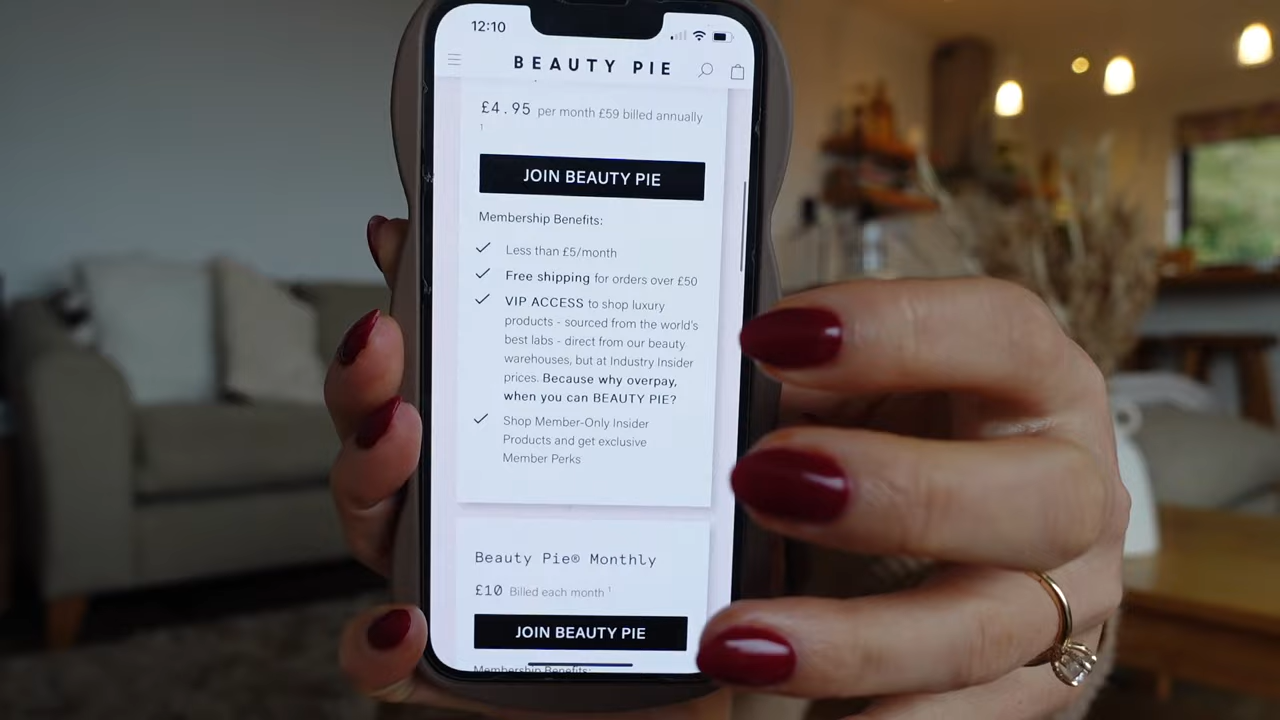 12:10
BEAUTY PIE
£4.95 per month £59 billed annually
1
JOIN BEAUTY PIE
Membership Benefits:
Less than £5/month
Free shipping for orders over £50
VIP ACCESS to shop luxury
products - sourced from the world's
best labs - direct from our beauty
warehouses, but at Industry Insider
prices. Because why overpay,
when you can BEAUTY PIE?
Shop Member-Only Insider
Products and get exclusive
Member Perks
Beauty Pie® Monthly
£10 Billed each month ¹
JOIN BEAUTY PIE
Membership Benefits: